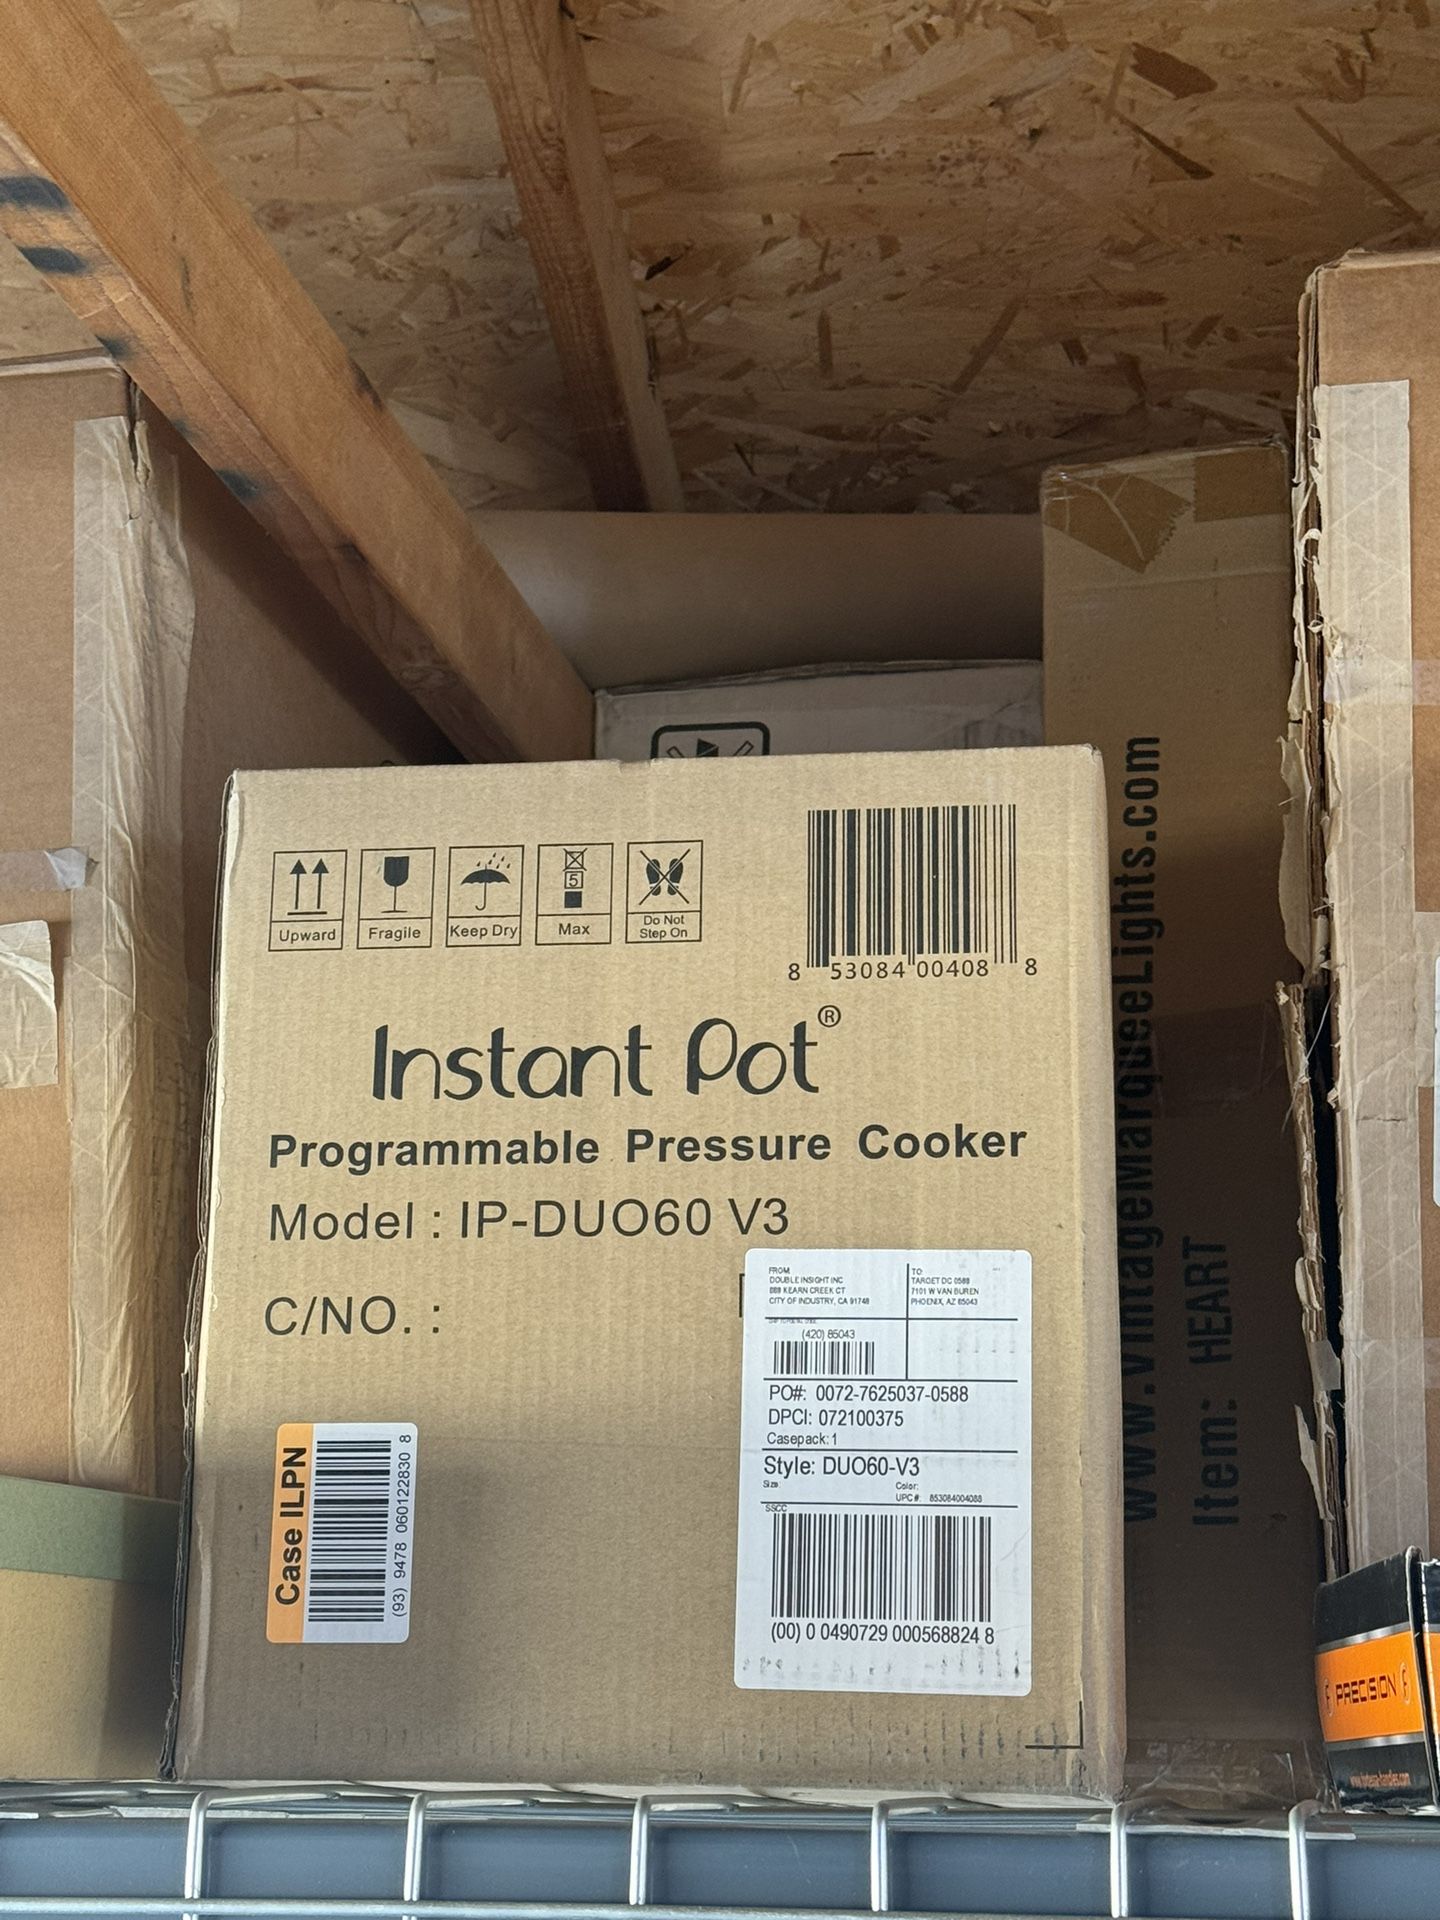 Upward
Fragile
Keep Dry
5
Max
Do Not
Step On
8 53084 00408 8
Instant Pot®
Programmable Pressure Cooker
Model : IP-DUO60 V3
C/NO. :
FROM:
DOUBLE INSIGHT INC
888 KEARN CREEK CT
CITY OF INDUSTRY, CA 91748
TO:
TARGET DC 0588
7101 W VAN BUREN
PHOENIX, AZ 85043
(420) 85043
PO#: 0072-7625037-0588
DPCI: 072100375
Casepack: 1
Style: DUO60-V3
Size:
Color:
UPC#: 853084004088
SSCC
(00) 0 0490729 000568824 8
Case ILPN
(93) 9478 060122830 8
www.VintageMarqueeLights.com
Item: HEART
PRECISION